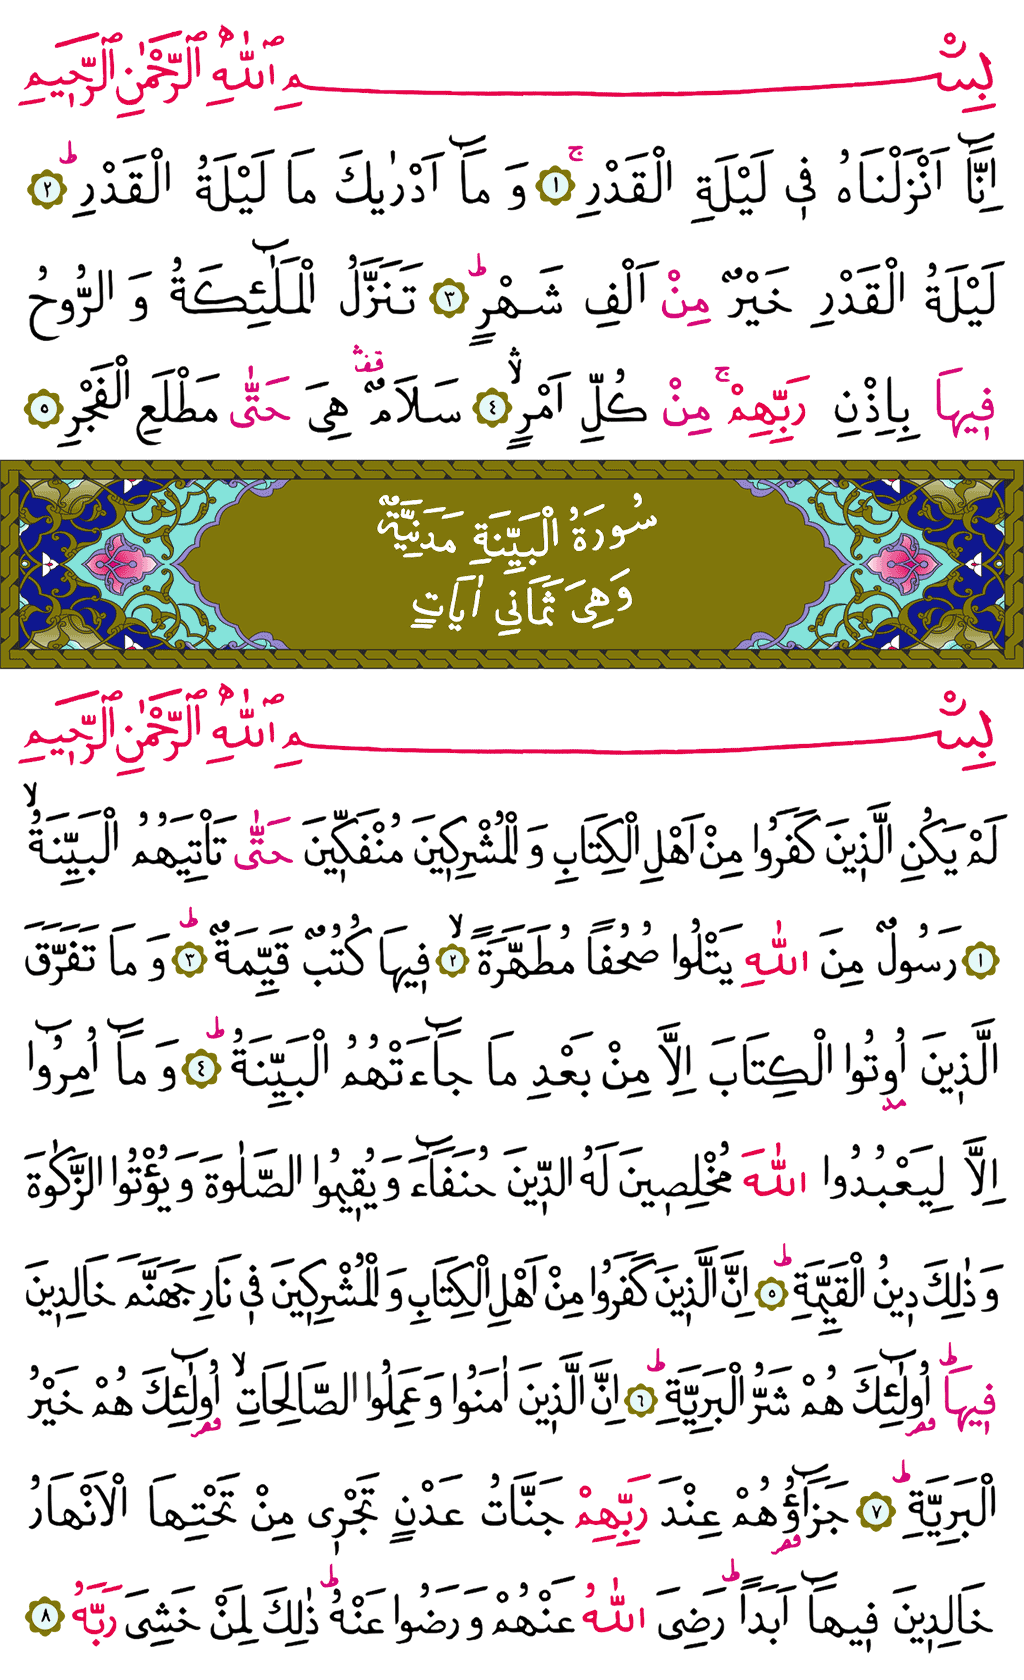 بِسْمِ اللّٰهِ الرَّحْمٰنِ الرَّحِيمِ
اِنَّٓا اَنْزَلْنَاهُ فِي لَيْلَةِ الْقَدْرِۚ ﴿١﴾ وَ مَٓا اَدْرٰيكَ مَا لَيْلَةُ الْقَدْرِۜ ﴿٢﴾
لَيْلَةُ الْقَدْرِ خَيْرٌ مِنْ اَلْفِ شَهْرٍۜ ﴿٣﴾ تَنَزَّلُ الْمَلٰٓئِكَةُ وَ الرُّوحُ
فِيهَا بِاِذْنِ رَبِّهِمْۚ مِنْ كُلِّ اَمْرٍۙۛ ﴿٤﴾ سَلَامٌ۠ هِيَ حَتّٰى مَطْلَعِ الْفَجْرِ ﴿٥﴾
سُورَةُ الْبَيِّنَةِ مَدَنِيَّةٌ
وَهِيَ ثَمَانِي اٰيَاتٍ
بِسْمِ اللّٰهِ الرَّحْمٰنِ الرَّحِيمِ
لَمْ يَكُنِ الَّذِينَ كَفَرُوا مِنْ اَهْلِ الْكِتَابِ وَ الْمُشْرِكِينَ مُنْفَكِّينَ حَتّٰى تَأْتِيَهُمُ الْبَيِّنَةُۙ
﴿١﴾ رَسُولٌ مِنَ اللّٰهِ يَتْلُوا صُحُفًا مُطَهَّرَةًۙ ﴿٢﴾ فِيهَا كُتُبٌ قَيِّمَةٌۜ ﴿٣﴾ وَ مَا تَفَرَّقَ
الَّذِينَ اُوتُوا الْكِتَابَ اِلَّا مِنْ بَعْدِ مَا جَٓاءَتْهُمُ الْبَيِّنَةُۜ ﴿٤﴾ وَ مَٓا اُمِرُٓوا
اِلَّا لِيَعْبُدُوا اللّٰهَ مُخْلِصِينَ لَهُ الدِّينَ حُنَفَٓاءَ وَ يُقِيمُوا الصَّلٰوةَ وَ يُؤْتُوا الزَّكٰوةَ
وَ ذٰلِكَ دِينُ الْقَيِّمَةِۜ ﴿٥﴾ اِنَّ الَّذِينَ كَفَرُوا مِنْ اَهْلِ الْكِتَابِ وَ الْمُشْرِكِينَ فِي نَارِ جَهَنَّمَ خَالِدِينَ
فِيهَاۜ اُولٰٓئِكَ هُمْ شَرُّ الْبَرِيَّةِۜ ﴿٦﴾ اِنَّ الَّذِينَ اٰمَنُوا وَ عَمِلُوا الصَّالِحَاتِۙ اُولٰٓئِكَ هُمْ خَيْرُ
الْبَرِيَّةِۜ ﴿٧﴾ جَزَٓاؤُهُمْ عِنْدَ رَبِّهِمْ جَنَّاتُ عَدْنٍ تَجْرِي مِنْ تَحْتِهَا الْاَنْهَارُ
خَالِدِينَ فِيهَٓا اَبَدًاۜ رَضِيَ اللّٰهُ عَنْهُمْ وَ رَضُوا عَنْهُۜ ذٰلِكَ لِمَنْ خَشِيَ رَبَّهُ ﴿٨﴾